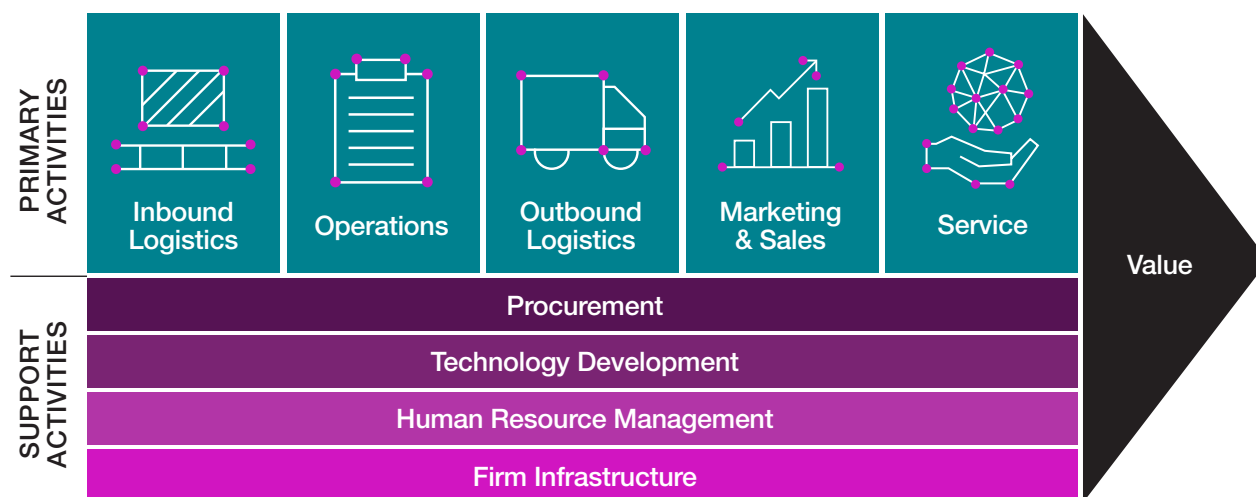 PRIMARY
ACTIVITIES
Inbound
Logistics
Operations
Outbound
Logistics
Marketing
& Sales
Service
Value
SUPPORT
ACTIVITIES
Procurement
Technology Development
Human Resource Management
Firm Infrastructure